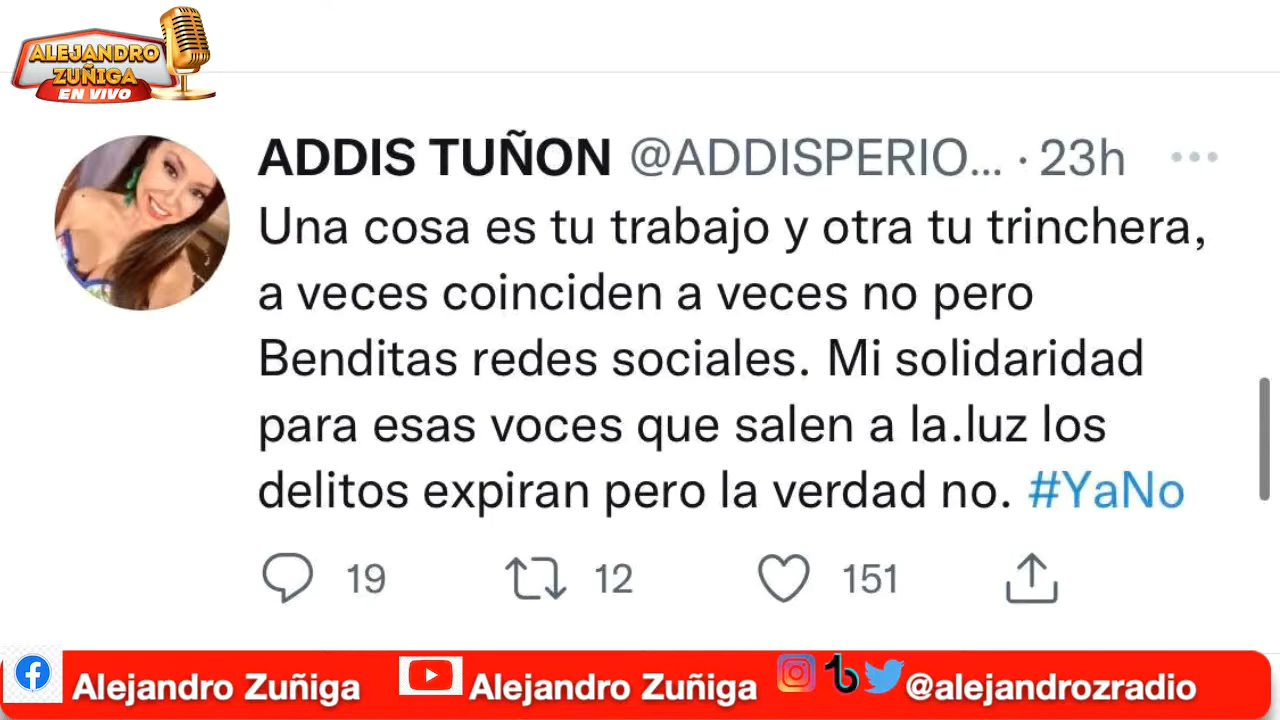 ALEJANDRO
ZUÑIGA
EN VIVO
ADDIS TUÑON @ADDISPERIO... · 23h
Una cosa es tu trabajo y otra tu trinchera,
a veces coinciden a veces no pero
Benditas redes sociales. Mi solidaridad
para esas voces que salen a la.luz los
delitos expiran pero la verdad no. #YaNo
19 12 151
Alejandro Zuñiga Alejandro Zuñiga @alejandrozradio